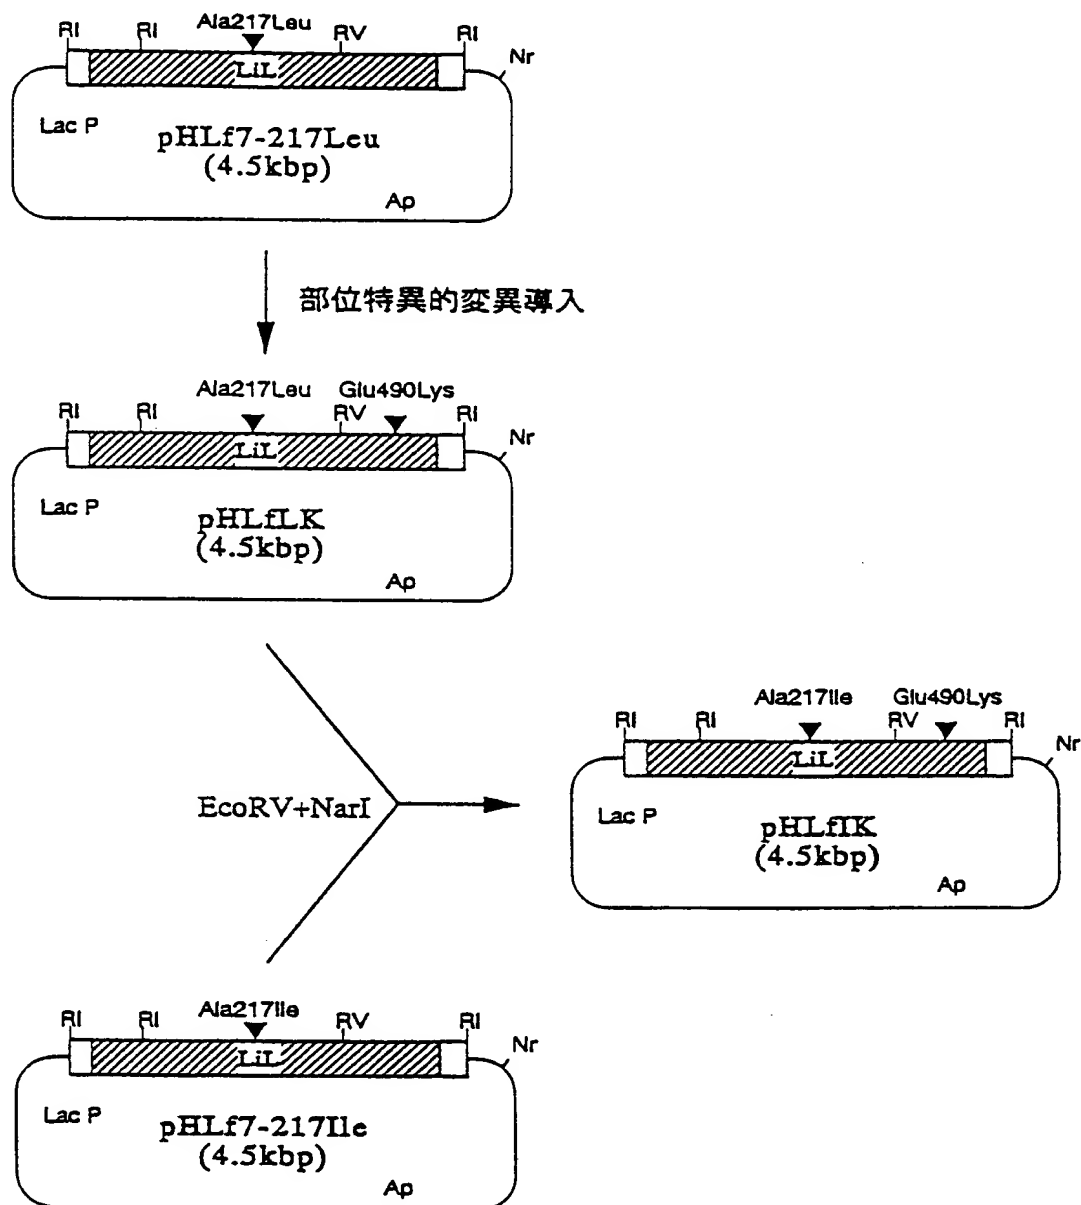 Ala217Leu
RI RI RV RI
Nr
LiL
Lac P
pHLf7-217Leu
(4.5kbp)
Ap
部位特異的変異導入
Ala217Leu Glu490Lys
RI RI RV RI
Nr
LiL
Lac P
pHLfLK
(4.5kbp)
Ap
EcoRV+NarI
Ala217Ile Glu490Lys
RI RI RV RI
Nr
LiL
Lac P
pHLfIK
(4.5kbp)
Ap
Ala217Ile
RI RI RV RI
Nr
LiL
Lac P
pHLf7-217Ile
(4.5kbp)
Ap